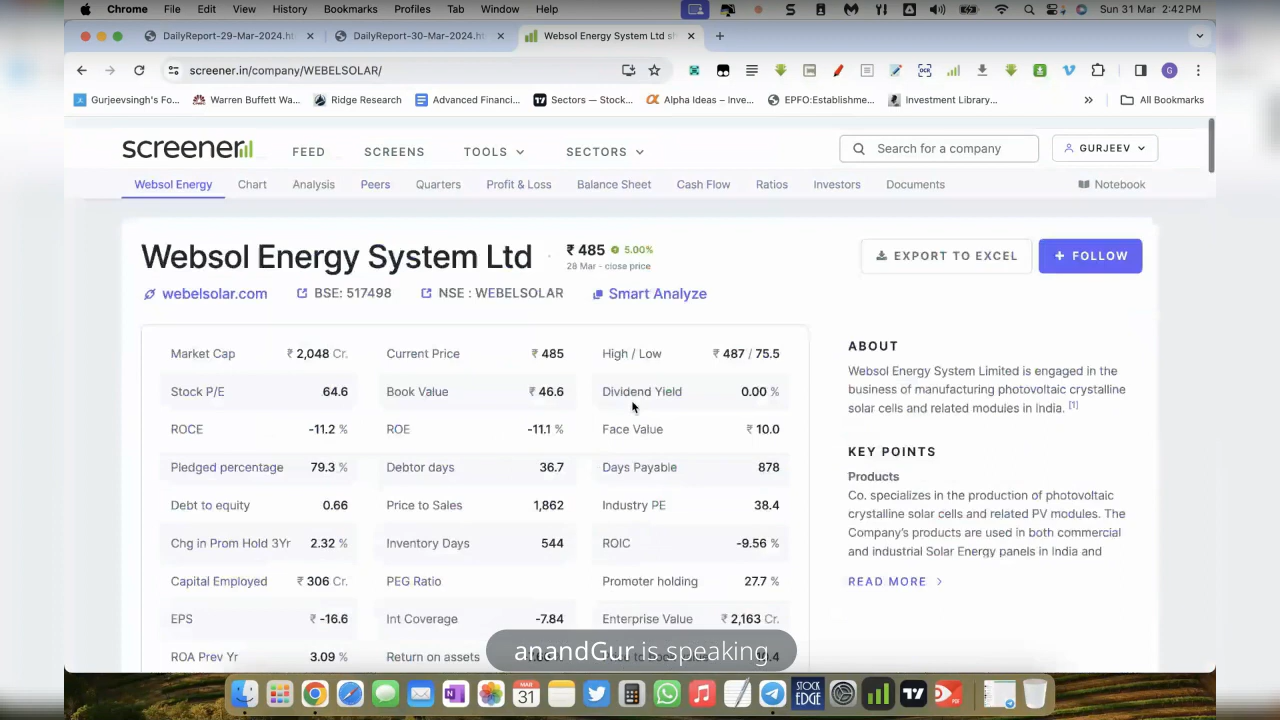 Chrome File Edit View History Bookmarks Profiles Tab Window Help Sun 31 Mar 2:42 PM
DailyReport-29-Mar-2024.ht DailyReport-30-Mar-2024.ht Websol Energy System Ltd sh
screener.in/company/WEBELSOLAR/
Gurjeevsingh's Fo... Warren Buffett Wa... Ridge Research Advanced Financi... Sectors — Stock... Alpha Ideas – Inve... EPFO:Establishme... Investment Library... » All Bookmarks
screener FEED SCREENS TOOLS SECTORS Search for a company GURJEEV
Websol Energy Chart Analysis Peers Quarters Profit & Loss Balance Sheet Cash Flow Ratios Investors Documents Notebook
Websol Energy System Ltd · ₹ 485 5.00%
28 Mar - close price
EXPORT TO EXCEL + FOLLOW
webelsolar.com BSE: 517498 NSE : WEBELSOLAR Smart Analyze
Market Cap ₹ 2,048 Cr. Current Price ₹ 485 High / Low ₹ 487 / 75.5
Stock P/E 64.6 Book Value ₹ 46.6 Dividend Yield 0.00 %
ROCE -11.2 % ROE -11.1 % Face Value ₹ 10.0
Pledged percentage 79.3 % Debtor days 36.7 Days Payable 878
Debt to equity 0.66 Price to Sales 1,862 Industry PE 38.4
Chg in Prom Hold 3Yr 2.32 % Inventory Days 544 ROIC -9.56 %
Capital Employed ₹ 306 Cr. PEG Ratio Promoter holding 27.7 %
EPS ₹ -16.6 Int Coverage -7.84 Enterprise Value ₹ 2,163 Cr.
ROA Prev Yr 3.09 % Return on assets
ABOUT
Websol Energy System Limited is engaged in the
business of manufacturing photovoltaic crystalline
solar cells and related modules in India. [1]
KEY POINTS
Products
Co. specializes in the production of photovoltaic
crystalline solar cells and related PV modules. The
Company's products are used in both commercial
and industrial Solar Energy panels in India and
READ MORE
anandGur is speaking
MAR
31
STOCK
EDGE